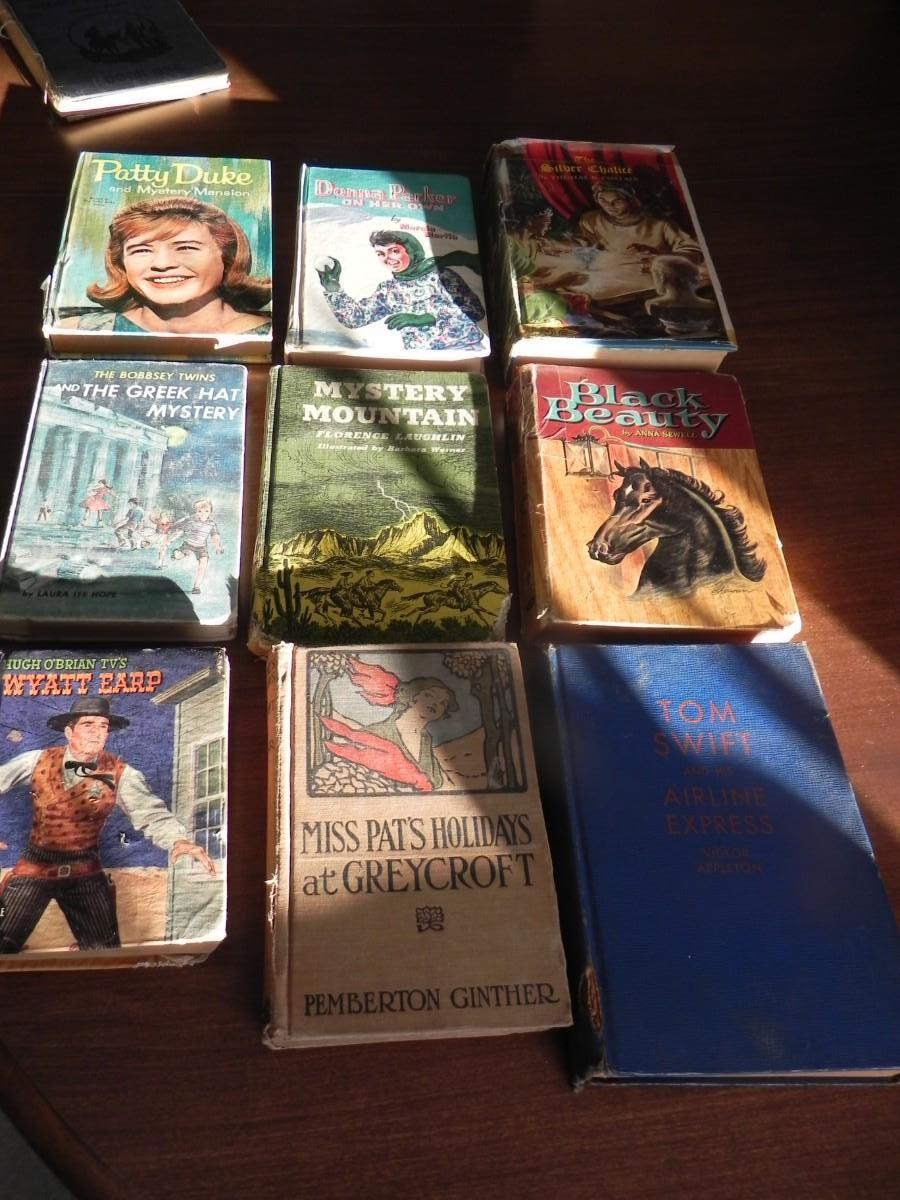 Patty Duke
and Mystery Mansion
Donna Parker
ON HER OWN
by
Marcia
Martin
The
Silver Chalice
THE BOBBSEY TWINS
AND THE GREEK HAT
MYSTERY
by LAURA LEE HOPE
MYSTERY
MOUNTAIN
FLORENCE LAUGHLIN
Illustrated by Barbara Werner
Black
Beauty
by ANNA SEWELL
HUGH O'BRIAN TV'S
WYATT EARP
MISS PAT'S HOLIDAYS
at GREYCROFT
PEMBERTON GINTHER
TOM
SWIFT
AND HIS
AIRLINE
EXPRESS
VICTOR
APPLETON